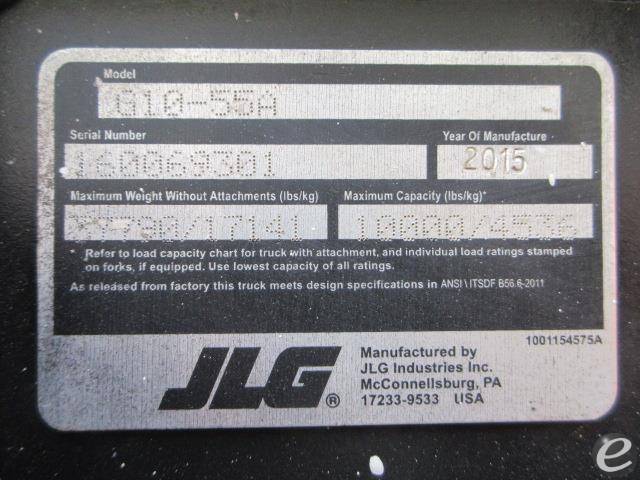 Model
G10-55A
Serial Number
Year Of Manufacture
160069301
2015
Maximum Weight Without Attachments (lbs/kg)
Maximum Capacity (lbs/kg)*
37790/17141
10000/4536
* Refer to load capacity chart for truck with attachment, and individual load ratings stamped
on forks, if equipped. Use lowest capacity of all ratings.
As released from factory this truck meets design specifications in ANSI \ ITSDF B56.6-2011
1001154575A
JLG®
Manufactured by
JLG Industries Inc.
McConnellsburg, PA
17233-9533 USA
e